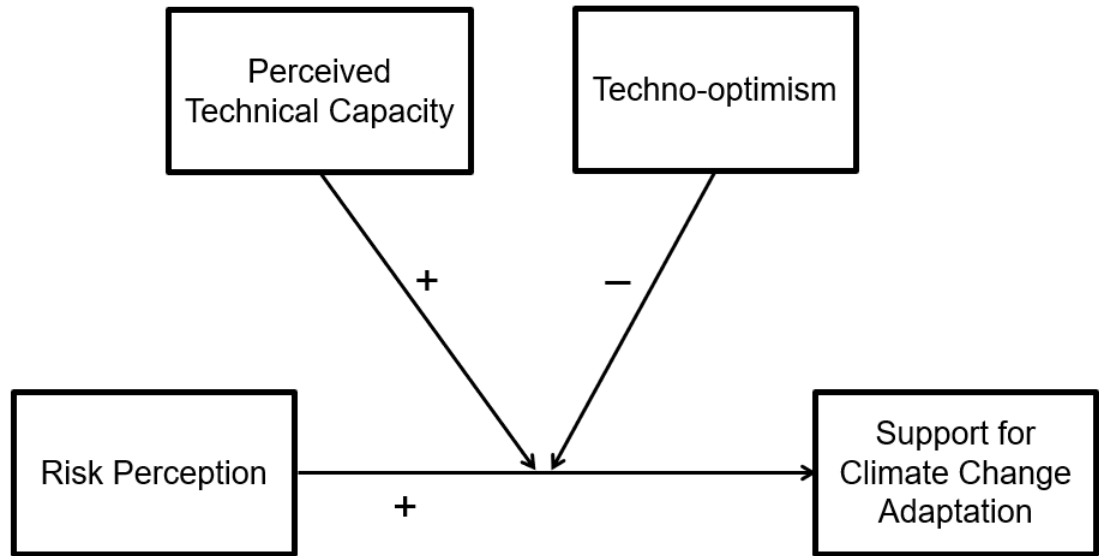 Perceived
Technical Capacity
Techno-optimism
+
–
Risk Perception
+
Support for
Climate Change
Adaptation